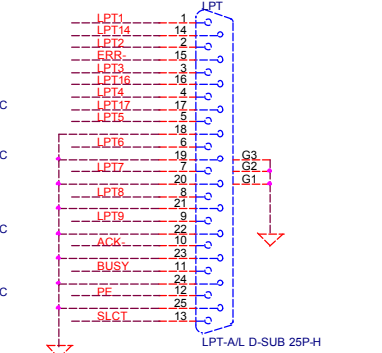 LPT
LPT1 1
LPT14 14
LPT2 2
ERR- 15
LPT3 3
LPT16 16
LPT4 4
LPT17 17
LPT5 5
18
LPT6 6
19 G3
LPT7 7 G2
20 G1
LPT8 8
21
LPT9 9
22
ACK- 10
23
BUSY 11
24
PE 12
25
SLCT 13
LPT-A/L D-SUB 25P-H
C
C
C
C